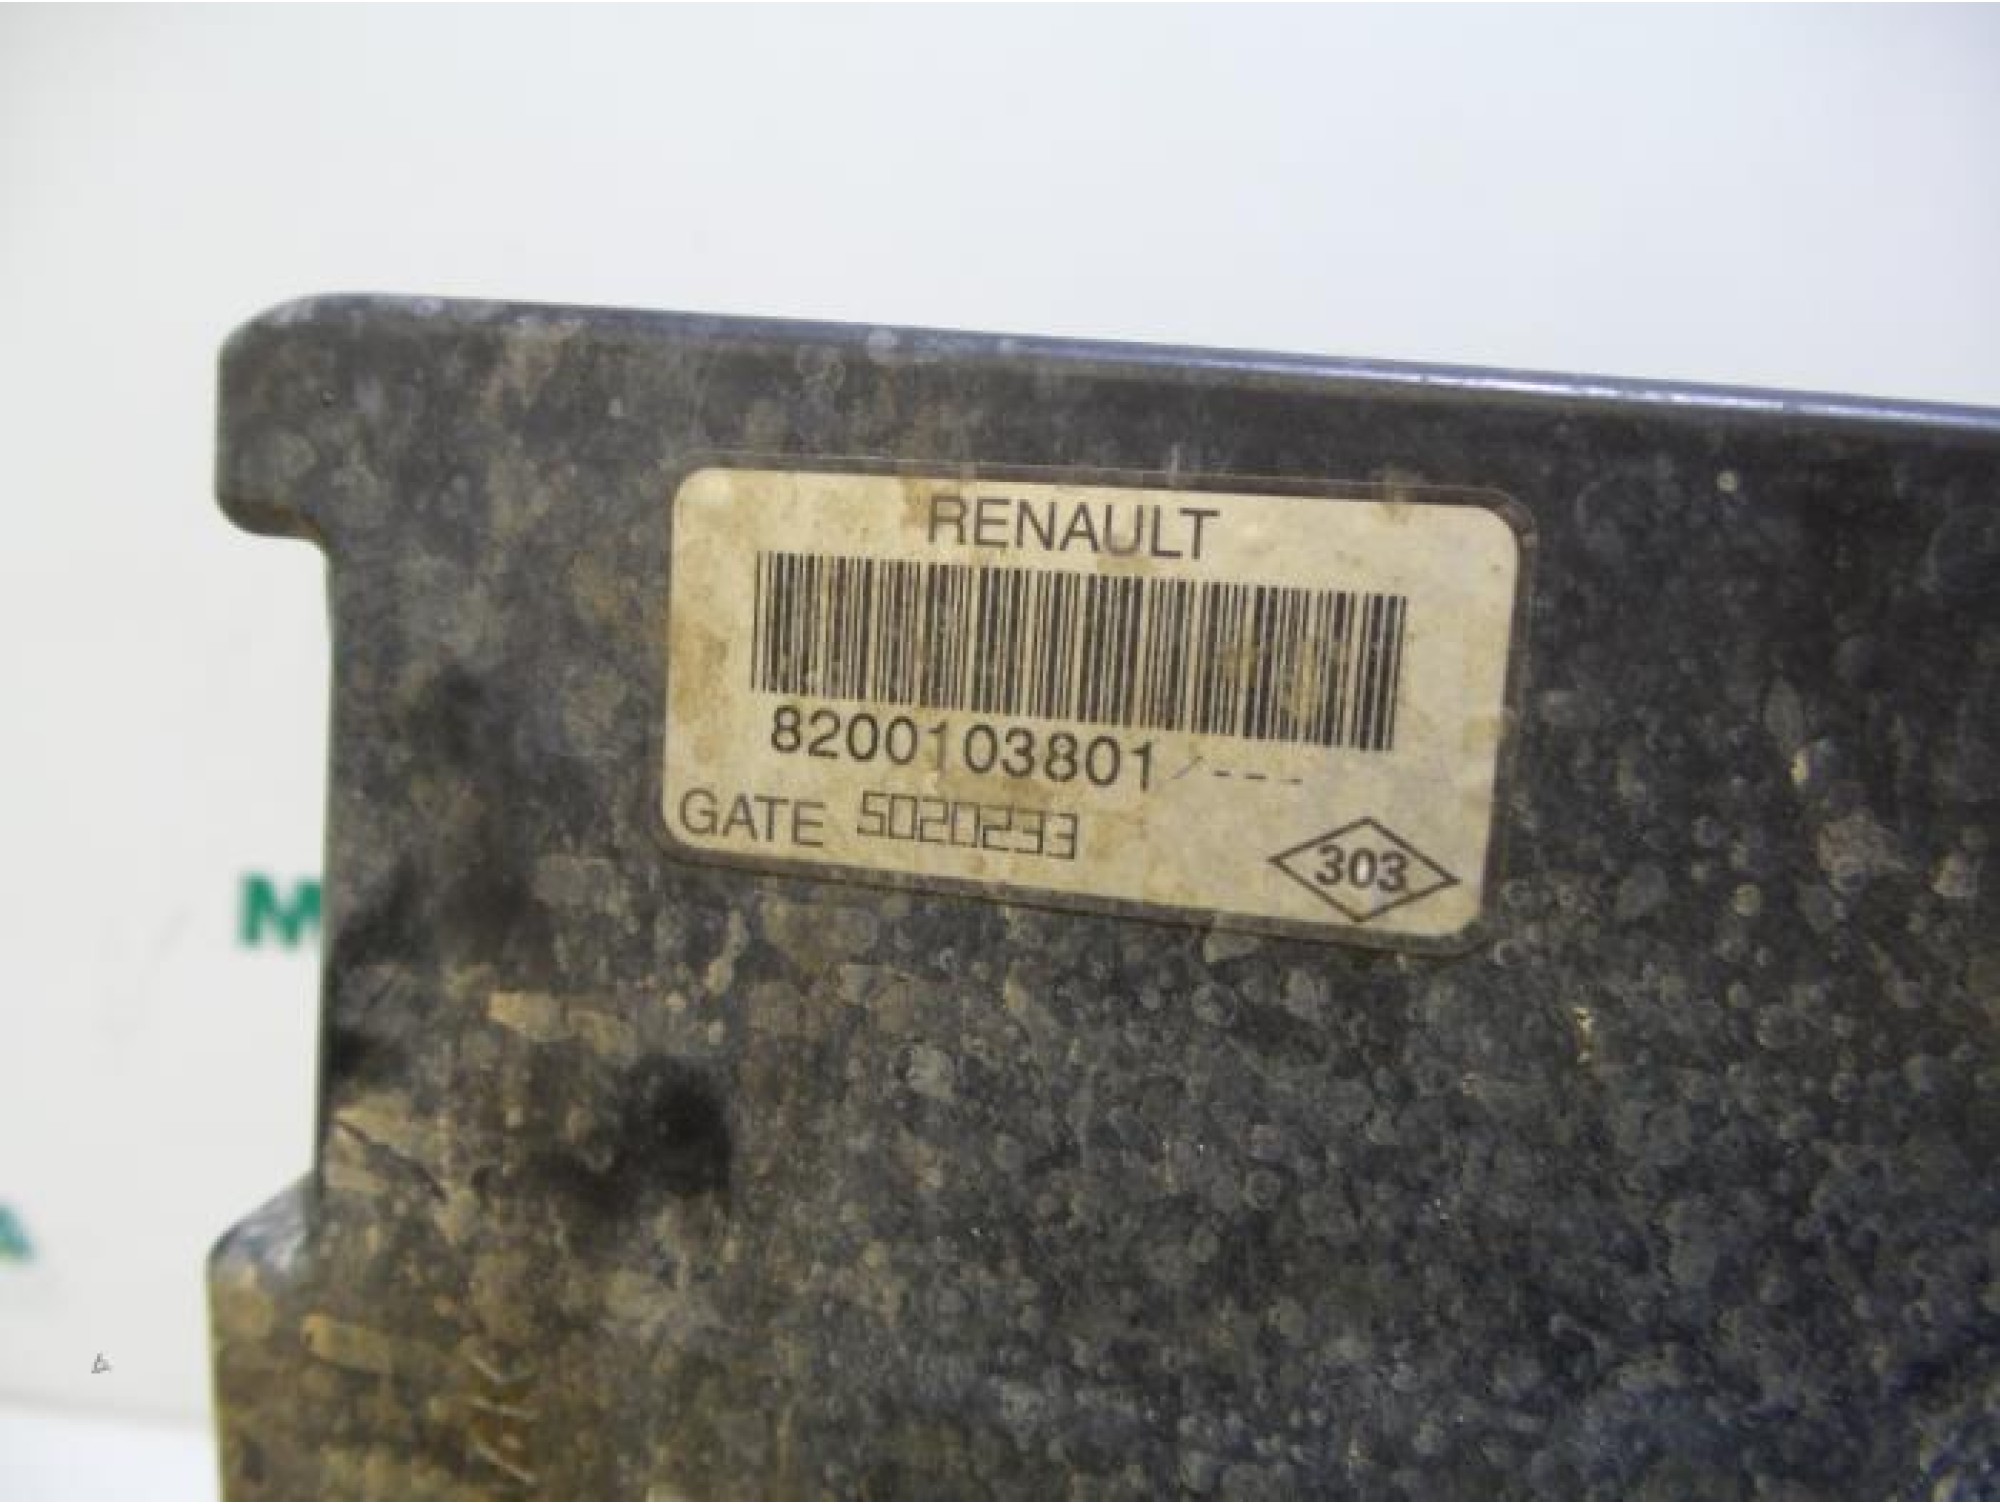 RENAULT
8200103801/---
GATE 5020233
303
M
A